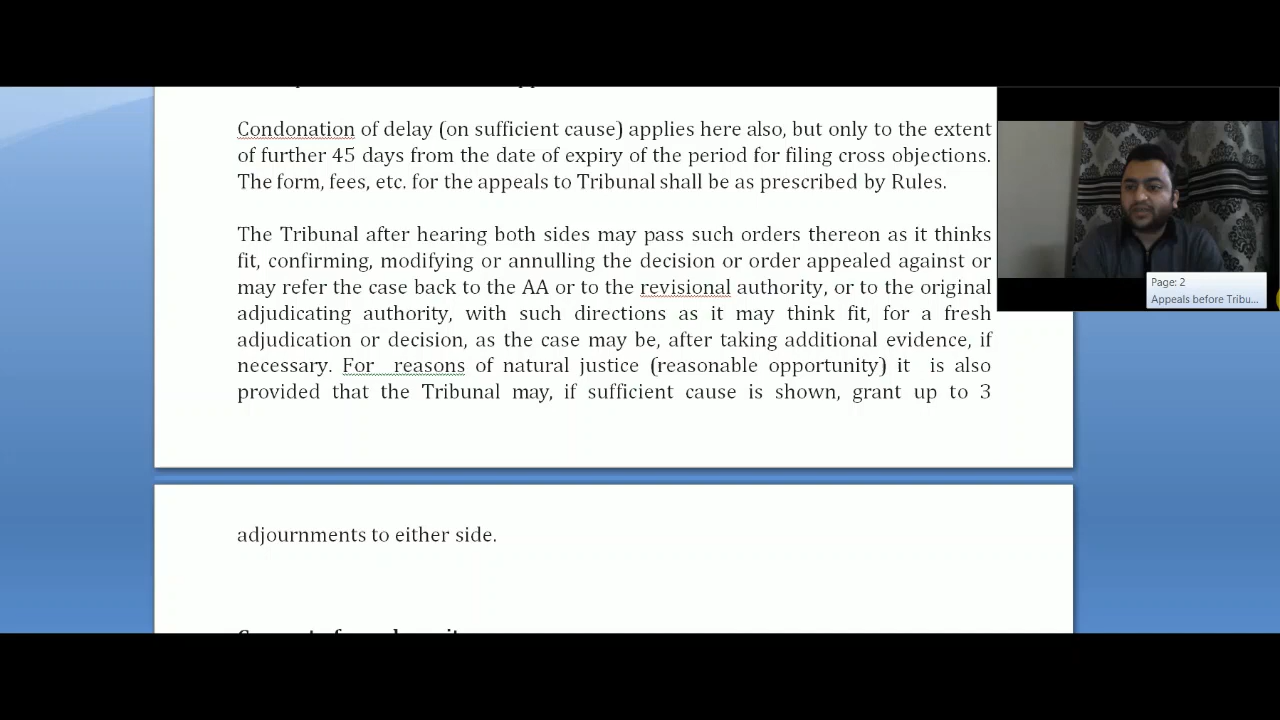 Condonation of delay (on sufficient cause) applies here also, but only to the extent
of further 45 days from the date of expiry of the period for filing cross objections.
The form, fees, etc. for the appeals to Tribunal shall be as prescribed by Rules.
The Tribunal after hearing both sides may pass such orders thereon as it thinks
fit, confirming, modifying or annulling the decision or order appealed against or
may refer the case back to the AA or to the revisional authority, or to the original
adjudicating authority, with such directions as it may think fit, for a fresh
adjudication or decision, as the case may be, after taking additional evidence, if
necessary. For reasons of natural justice (reasonable opportunity) it is also
provided that the Tribunal may, if sufficient cause is shown, grant up to 3
adjournments to either side.
Page: 2
Appeals before Tribu...